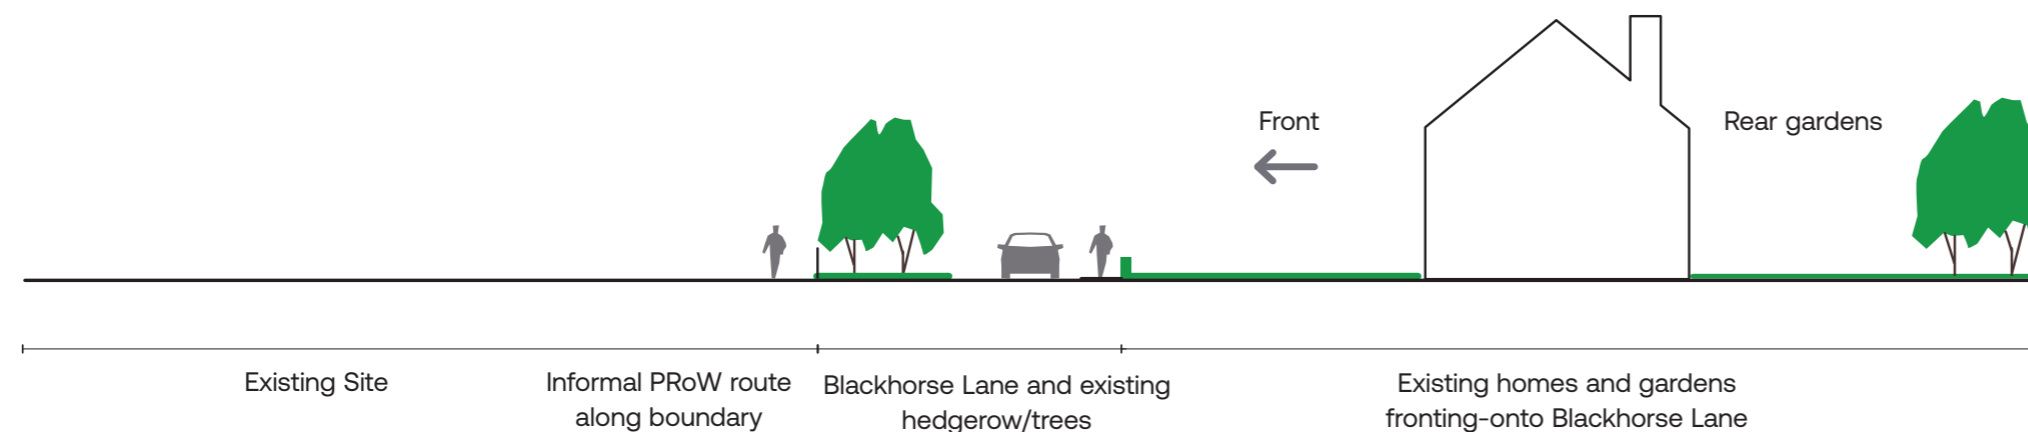 Front
Rear gardens
Existing Site
Informal PRoW route
along boundary
Blackhorse Lane and existing
hedgerow/trees
Existing homes and gardens
fronting-onto Blackhorse Lane